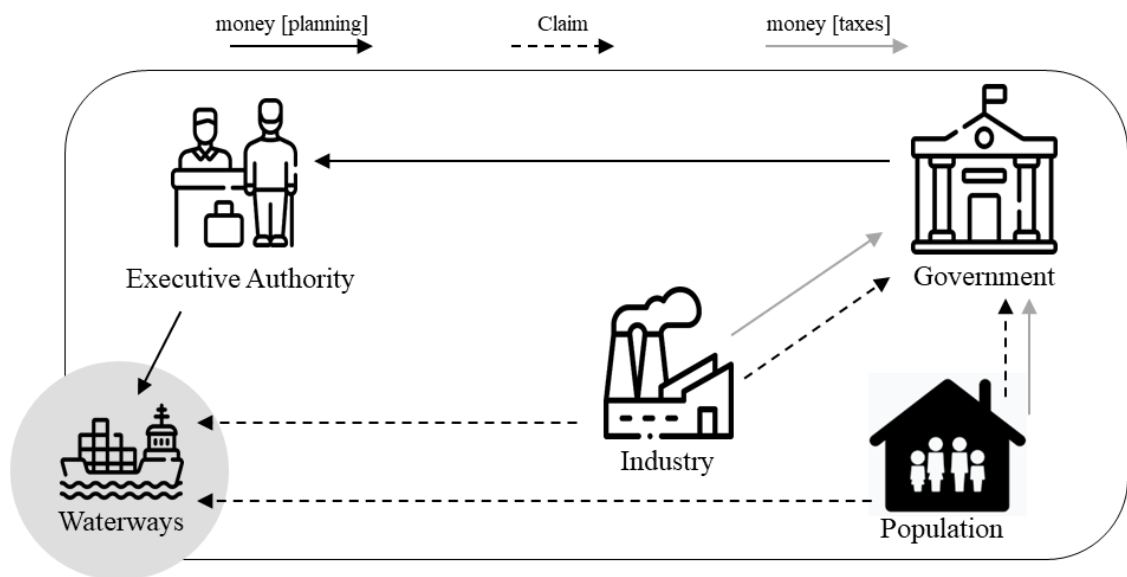 money [planning]
Claim
money [taxes]
Executive Authority
Government
Industry
Waterways
Population